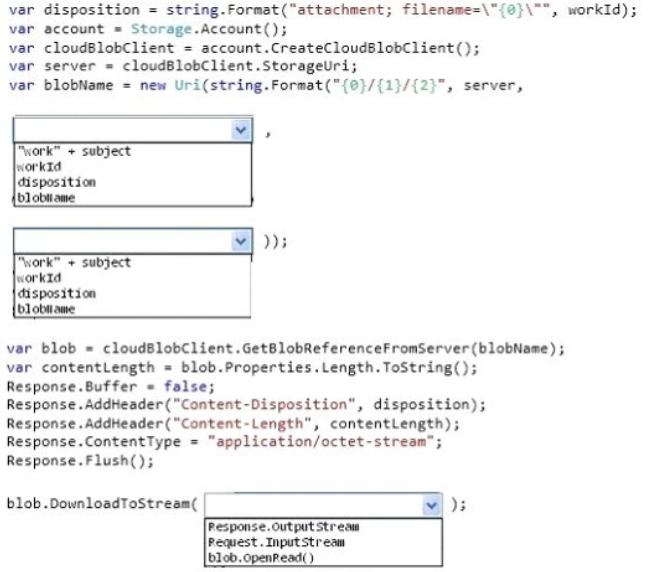 var disposition = string.Format("attachment; filename=\"{0}\"", workId);
var account = Storage.Account();
var cloudBlobClient = account.CreateCloudBlobClient();
var server = cloudBlobClient.StorageUri;
var blobName = new Uri(string.Format("{0}/{1}/{2}", server,
,
"work" + subject
workId
disposition
blobName
));
"work" + subject
workId
disposition
blobName
var blob = cloudBlobClient.GetBlobReferenceFromServer(blobName);
var contentLength = blob.Properties.Length.ToString();
Response.Buffer = false;
Response.AddHeader("Content-Disposition", disposition);
Response.AddHeader("Content-Length", contentLength);
Response.ContentType = "application/octet-stream";
Response.Flush();
blob.DownloadToStream( );
Response.OutputStream
Request.InputStream
blob.OpenRead()